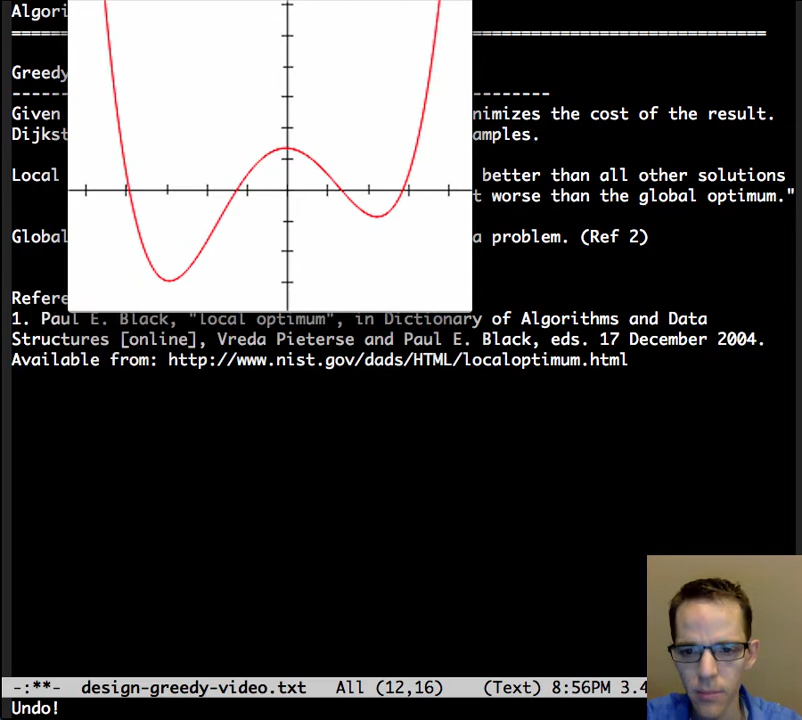 Algori
Greedy
Given nimizes the cost of the result.
Dijkst amples.
Local better than all other solutions
t worse than the global optimum."
Global a problem. (Ref 2)
Refere
1. Paul E. Black, "local optimum", in Dictionary of Algorithms and Data
Structures [online], Vreda Pieterse and Paul E. Black, eds. 17 December 2004.
Available from: http://www.nist.gov/dads/HTML/localoptimum.html
-:**- design-greedy-video.txt All (12,16) (Text) 8:56PM 3.4
Undo!